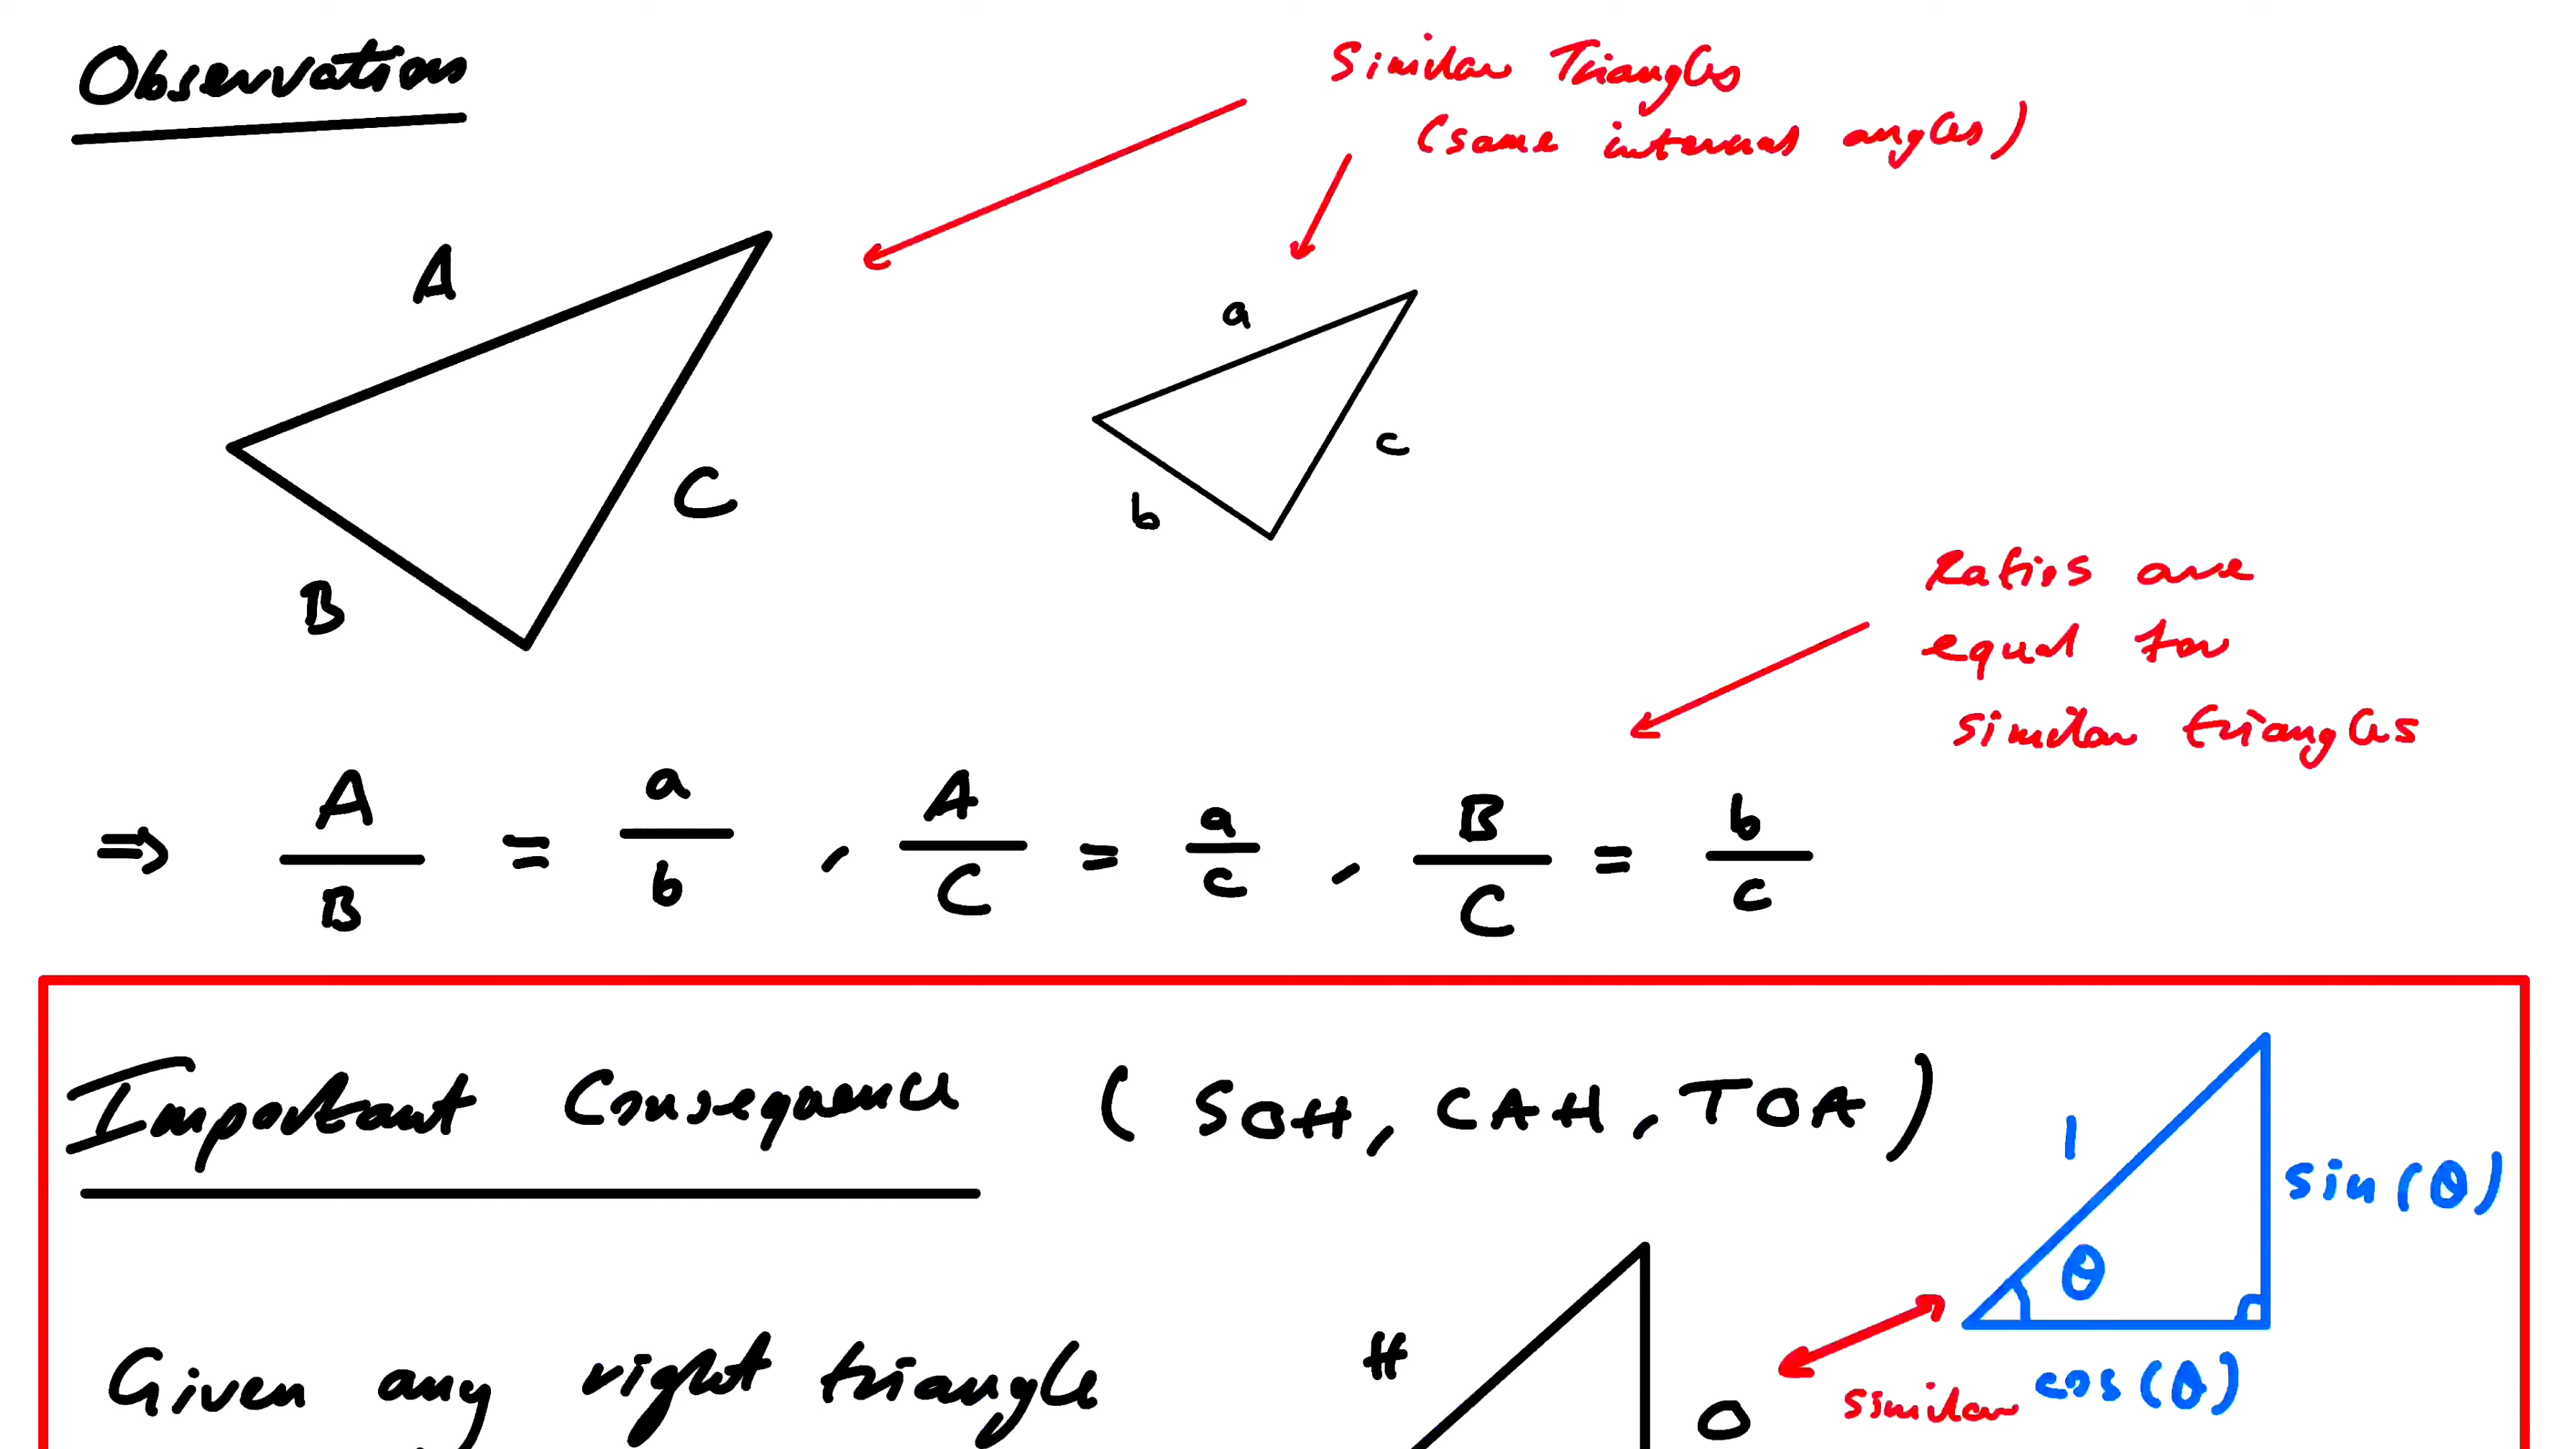 Observation
Similar Triangles
(same internal angles)
A
a
C
c
B
b
Ratios are
equal for
similar triangles
⇒ A/B = a/b , A/C = a/c , B/C = b/c
Important Consequence (SOH, CAH, TOA)
1
sin(θ)
θ
cos(θ)
similar
Given any right triangle
H
O